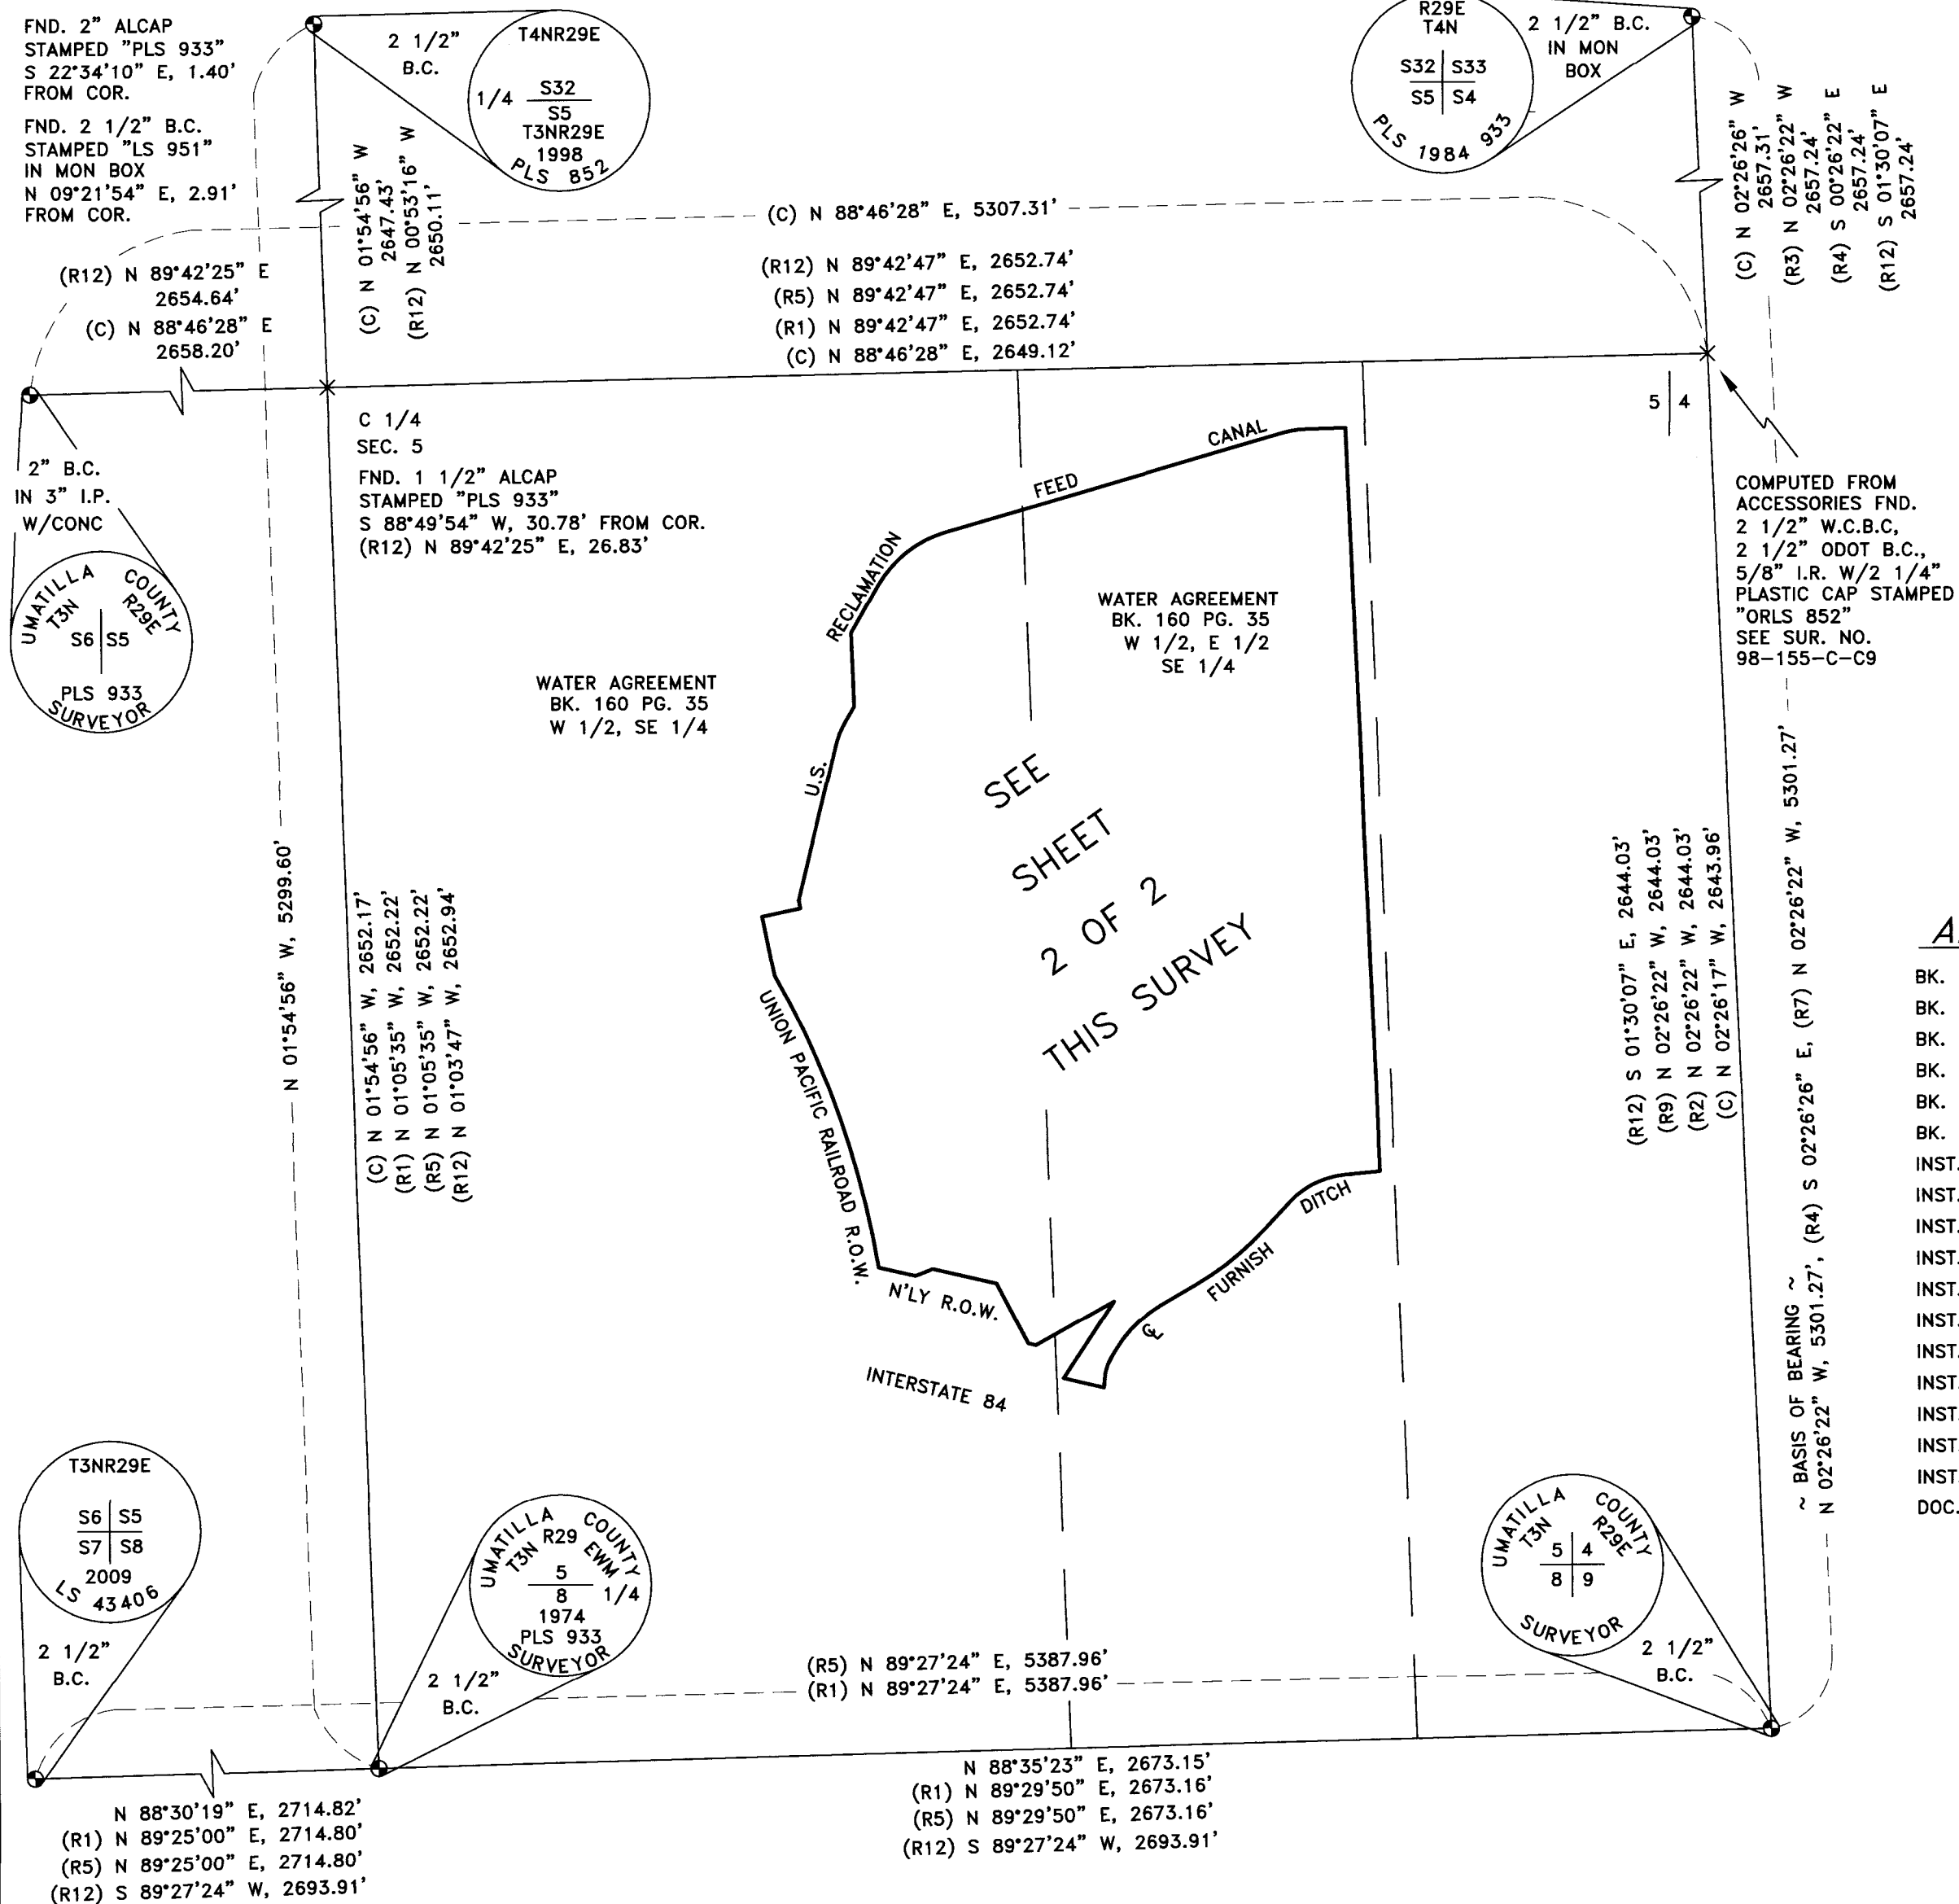 FND. 2" ALCAP
STAMPED "PLS 933"
S 22°34'10" E, 1.40'
FROM COR.
FND. 2 1/2" B.C.
STAMPED "LS 951"
IN MON BOX
N 09°21'54" E, 2.91'
FROM COR.
2 1/2"
B.C.
T4NR29E
1/4 S32
S5
T3NR29E
1998
PLS 852
R29E
T4N
S32 S33
S5 S4
PLS 1984 933
2 1/2" B.C.
IN MON
BOX
(C) N 02°26'26" W
2657.31'
(R3) N 02°26'22" W
2657.24'
(R4) S 00°26'22" E
2657.24'
(R12) S 01°30'07" E
2657.24'
(C) N 01°54'56" W
2647.43'
(R12) N 00°53'16" W
2650.11'
(C) N 88°46'28" E, 5307.31'
(R12) N 89°42'47" E, 2652.74'
(R5) N 89°42'47" E, 2652.74'
(R1) N 89°42'47" E, 2652.74'
(C) N 88°46'28" E, 2649.12'
(R12) N 89°42'25" E
2654.64'
(C) N 88°46'28" E
2658.20'
C 1/4
SEC. 5
FND. 1 1/2" ALCAP
STAMPED "PLS 933"
S 88°49'54" W, 30.78' FROM COR.
(R12) N 89°42'25" E, 26.83'
5 4
2" B.C.
IN 3" I.P.
W/CONC
UMATILLA COUNTY
T3N R29E
S6 S5
PLS 933
SURVEYOR
COMPUTED FROM
ACCESSORIES FND.
2 1/2" W.C.B.C,
2 1/2" ODOT B.C.,
5/8" I.R. W/2 1/4"
PLASTIC CAP STAMPED
"ORLS 852"
SEE SUR. NO.
98-155-C-C9
U.S. RECLAMATION FEED CANAL
WATER AGREEMENT
BK. 160 PG. 35
W 1/2, E 1/2
SE 1/4
WATER AGREEMENT
BK. 160 PG. 35
W 1/2, SE 1/4
SEE
SHEET
2 OF 2
THIS SURVEY
N 01°54'56" W, 5299.60'
(C) N 01°54'56" W, 2652.17'
(R1) N 01°05'35" W, 2652.22'
(R5) N 01°05'35" W, 2652.22'
(R12) N 01°03'47" W, 2652.94'
UNION PACIFIC RAILROAD R.O.W.
N'LY R.O.W.
INTERSTATE 84
℄ FURNISH DITCH
(R12) S 01°30'07" E, 2644.03'
(R9) N 02°26'22" W, 2644.03'
(R2) N 02°26'22" W, 2644.03'
(C) N 02°26'17" W, 2643.96'
~ BASIS OF BEARING ~
N 02°26'22" W, 5301.27', (R4) S 02°26'26" E, (R7) N 02°26'22" W, 5301.27'
A
BK.
BK.
BK.
BK.
BK.
BK.
INST.
INST.
INST.
INST.
INST.
INST.
INST.
INST.
INST.
INST.
INST.
DOC.
T3NR29E
S6 S5
S7 S8
2009
LS 43406
2 1/2"
B.C.
UMATILLA COUNTY
T3N R29 EWM
5
8 1/4
1974
PLS 933
SURVEYOR
2 1/2"
B.C.
UMATILLA COUNTY
T3N R29E
5 4
8 9
SURVEYOR
2 1/2"
B.C.
(R5) N 89°27'24" E, 5387.96'
(R1) N 89°27'24" E, 5387.96'
N 88°30'19" E, 2714.82'
(R1) N 89°25'00" E, 2714.80'
(R5) N 89°25'00" E, 2714.80'
(R12) S 89°27'24" W, 2693.91'
N 88°35'23" E, 2673.15'
(R1) N 89°29'50" E, 2673.16'
(R5) N 89°29'50" E, 2673.16'
(R12) S 89°27'24" W, 2693.91'